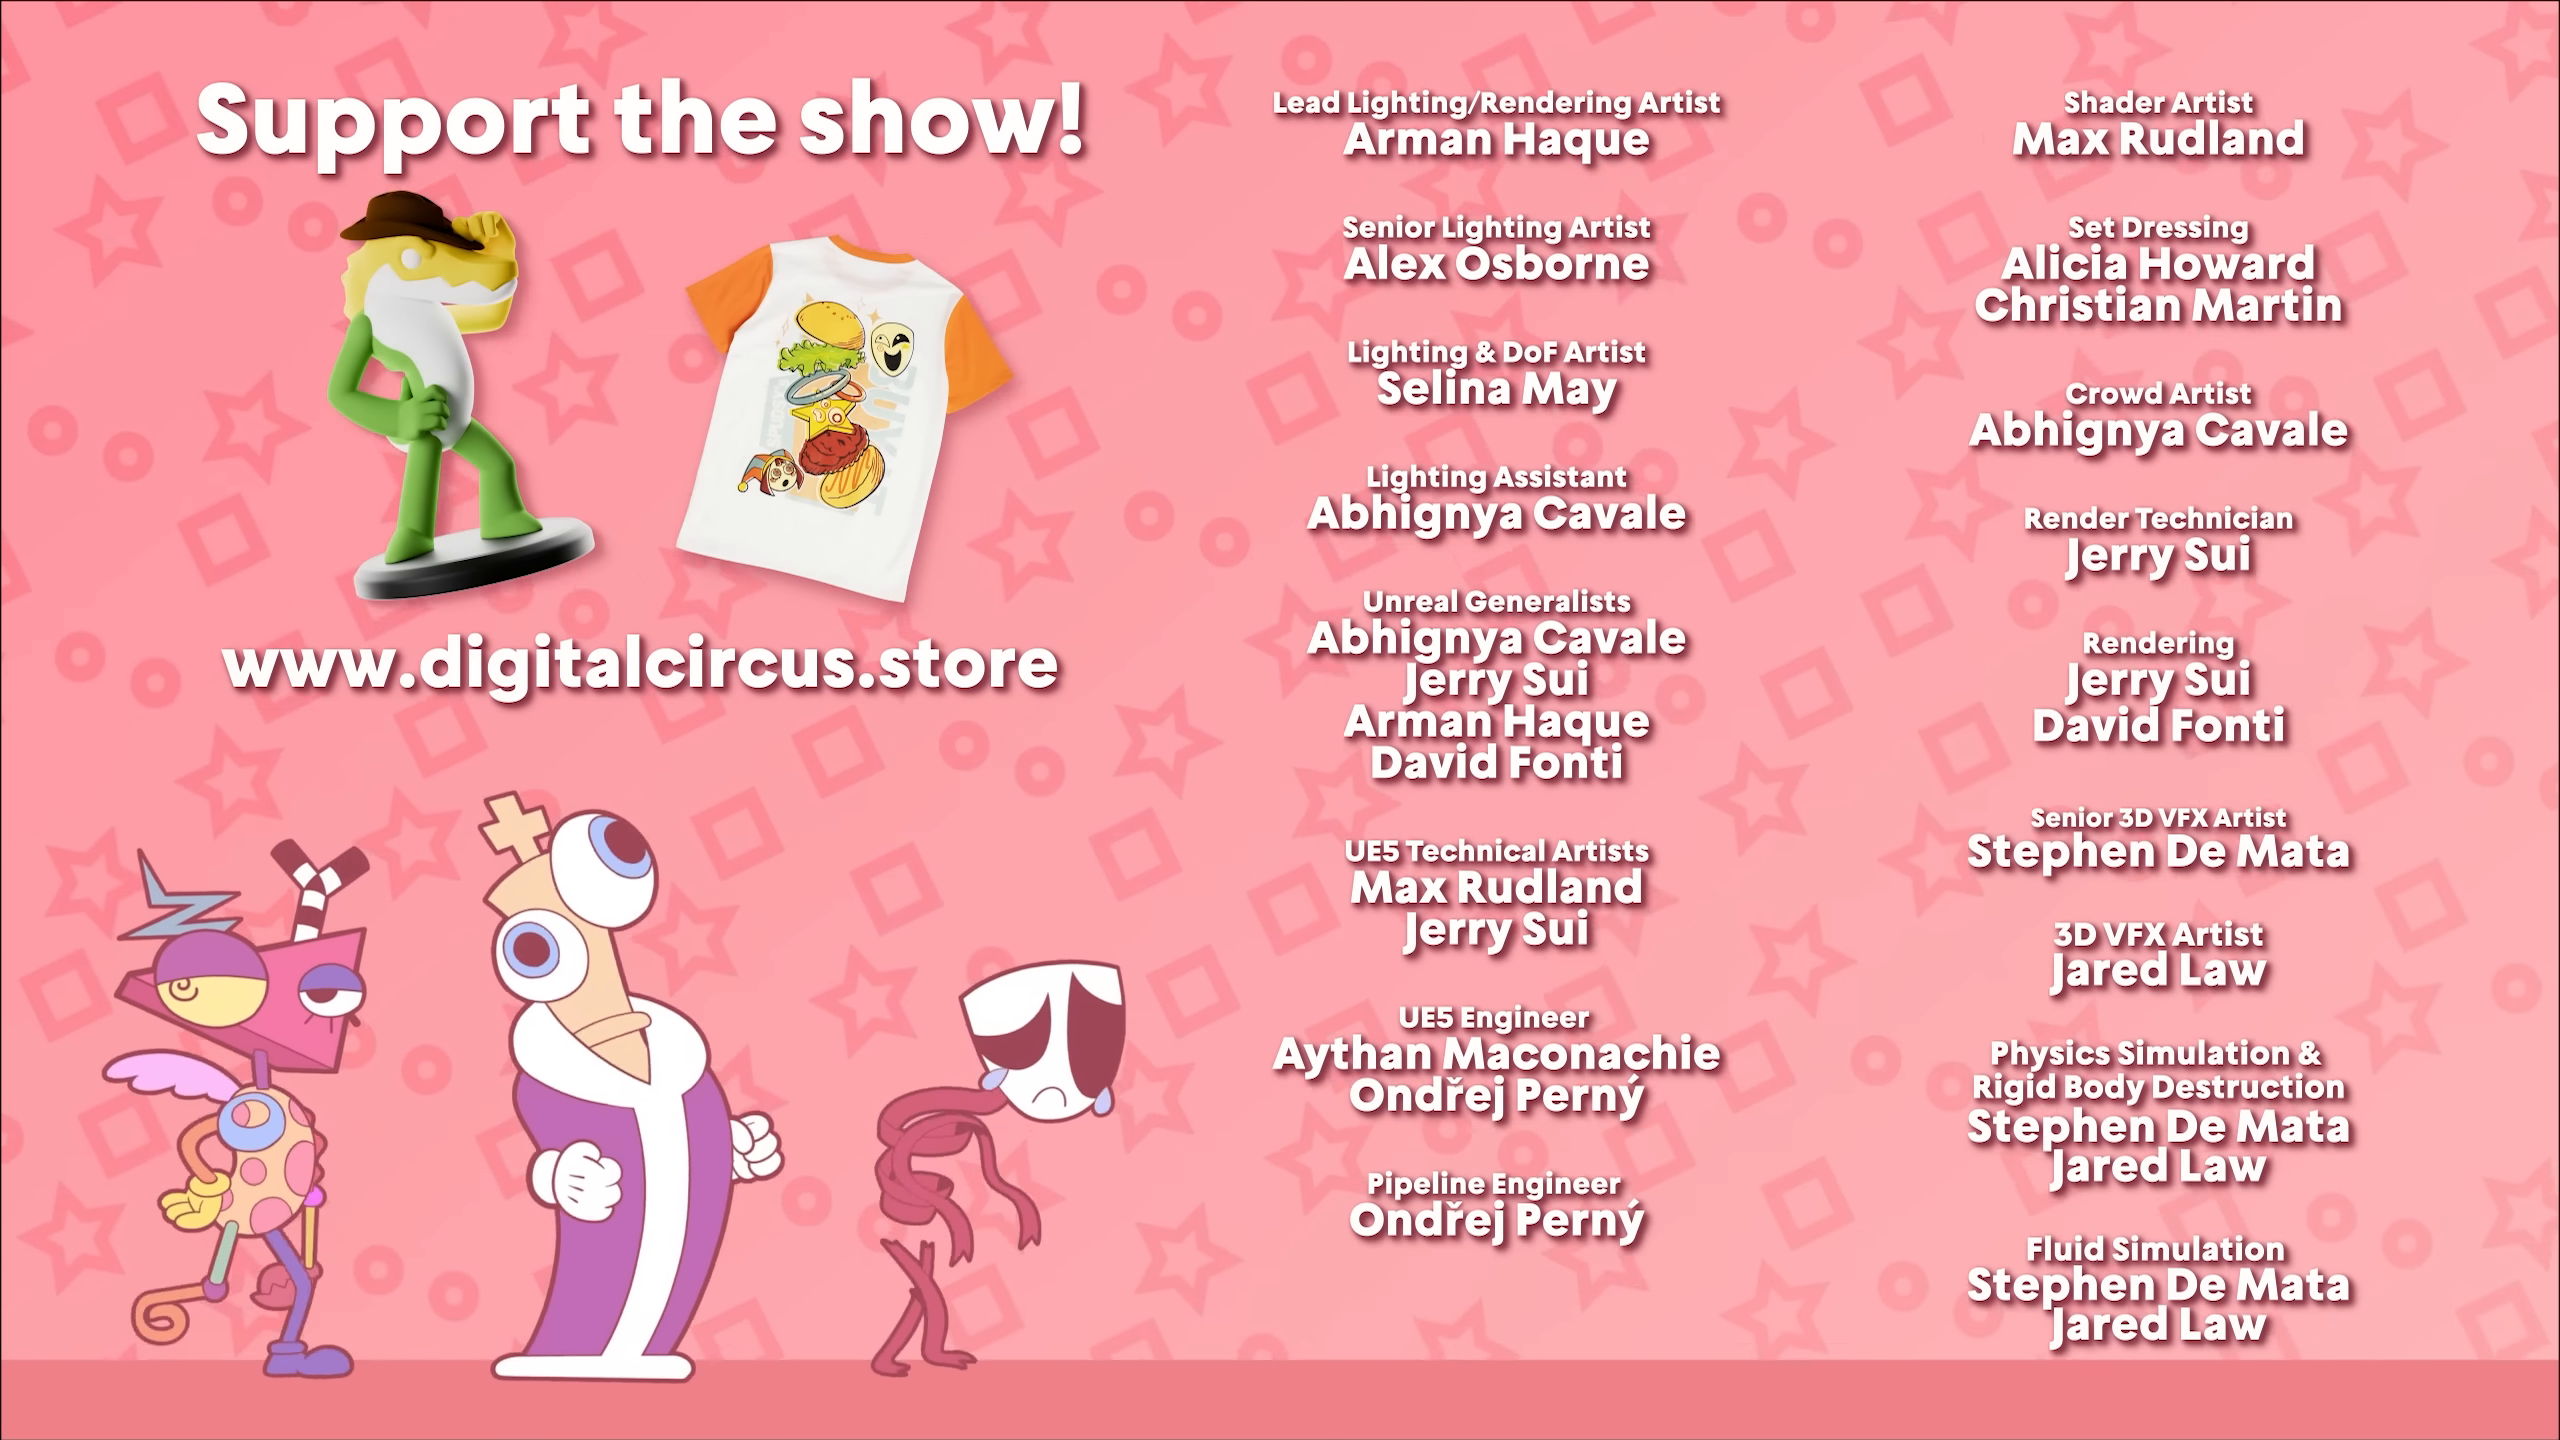 Support the show!
www.digitalcircus.store
Lead Lighting/Rendering Artist
Arman Haque
Senior Lighting Artist
Alex Osborne
Lighting & DoF Artist
Selina May
Lighting Assistant
Abhignya Cavale
Unreal Generalists
Abhignya Cavale
Jerry Sui
Arman Haque
David Fonti
UE5 Technical Artists
Max Rudland
Jerry Sui
UE5 Engineer
Aythan Maconachie
Ondřej Perný
Pipeline Engineer
Ondřej Perný
Shader Artist
Max Rudland
Set Dressing
Alicia Howard
Christian Martin
Crowd Artist
Abhignya Cavale
Render Technician
Jerry Sui
Rendering
Jerry Sui
David Fonti
Senior 3D VFX Artist
Stephen De Mata
3D VFX Artist
Jared Law
Physics Simulation &
Rigid Body Destruction
Stephen De Mata
Jared Law
Fluid Simulation
Stephen De Mata
Jared Law